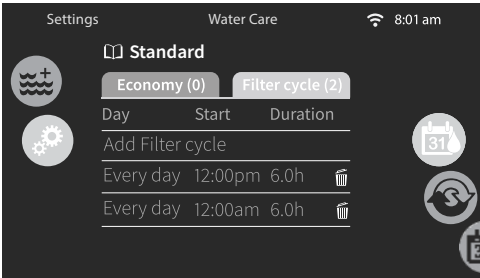 Settings Water Care 8:01 am
Standard
Economy (0) Filter cycle (2)
Day Start Duration
Add Filter cycle
Every day 12:00pm 6.0h
Every day 12:00am 6.0h
31